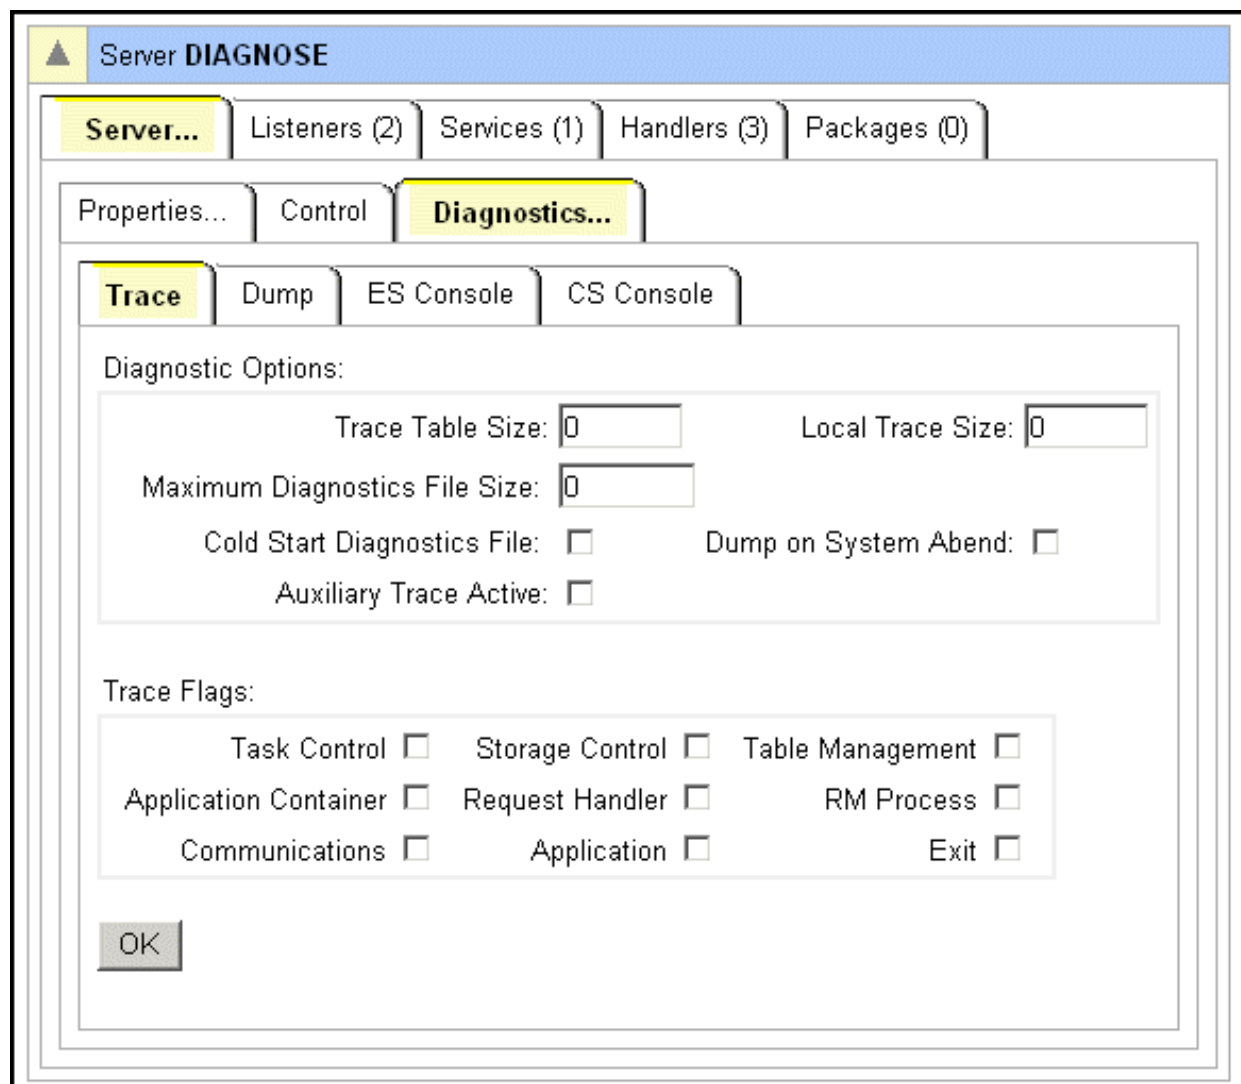 Server DIAGNOSE
Server... Listeners (2) Services (1) Handlers (3) Packages (0)
Properties... Control Diagnostics...
Trace Dump ES Console CS Console
Diagnostic Options:
Trace Table Size: 0 Local Trace Size: 0
Maximum Diagnostics File Size: 0
Cold Start Diagnostics File: Dump on System Abend:
Auxiliary Trace Active:
Trace Flags:
Task Control Storage Control Table Management
Application Container Request Handler RM Process
Communications Application Exit
OK